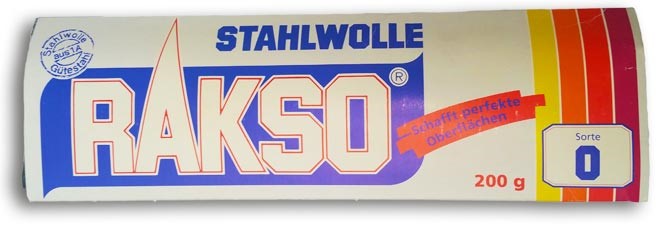 STAHLWOLLE
Stahlwolle
aus 1A
Gütestahl
RAKSO®
Schafft perfekte
Oberflächen
200 g
Sorte
0